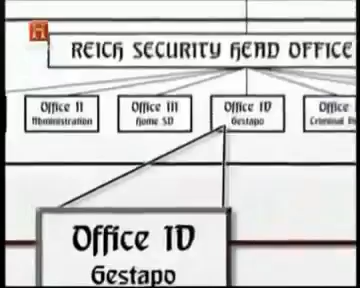 H
REICH SECURITY HEAD OFFICE
Office II
Administration
Office III
Home SD
Office IV
Gestapo
Office
Criminal
Office IV
Gestapo